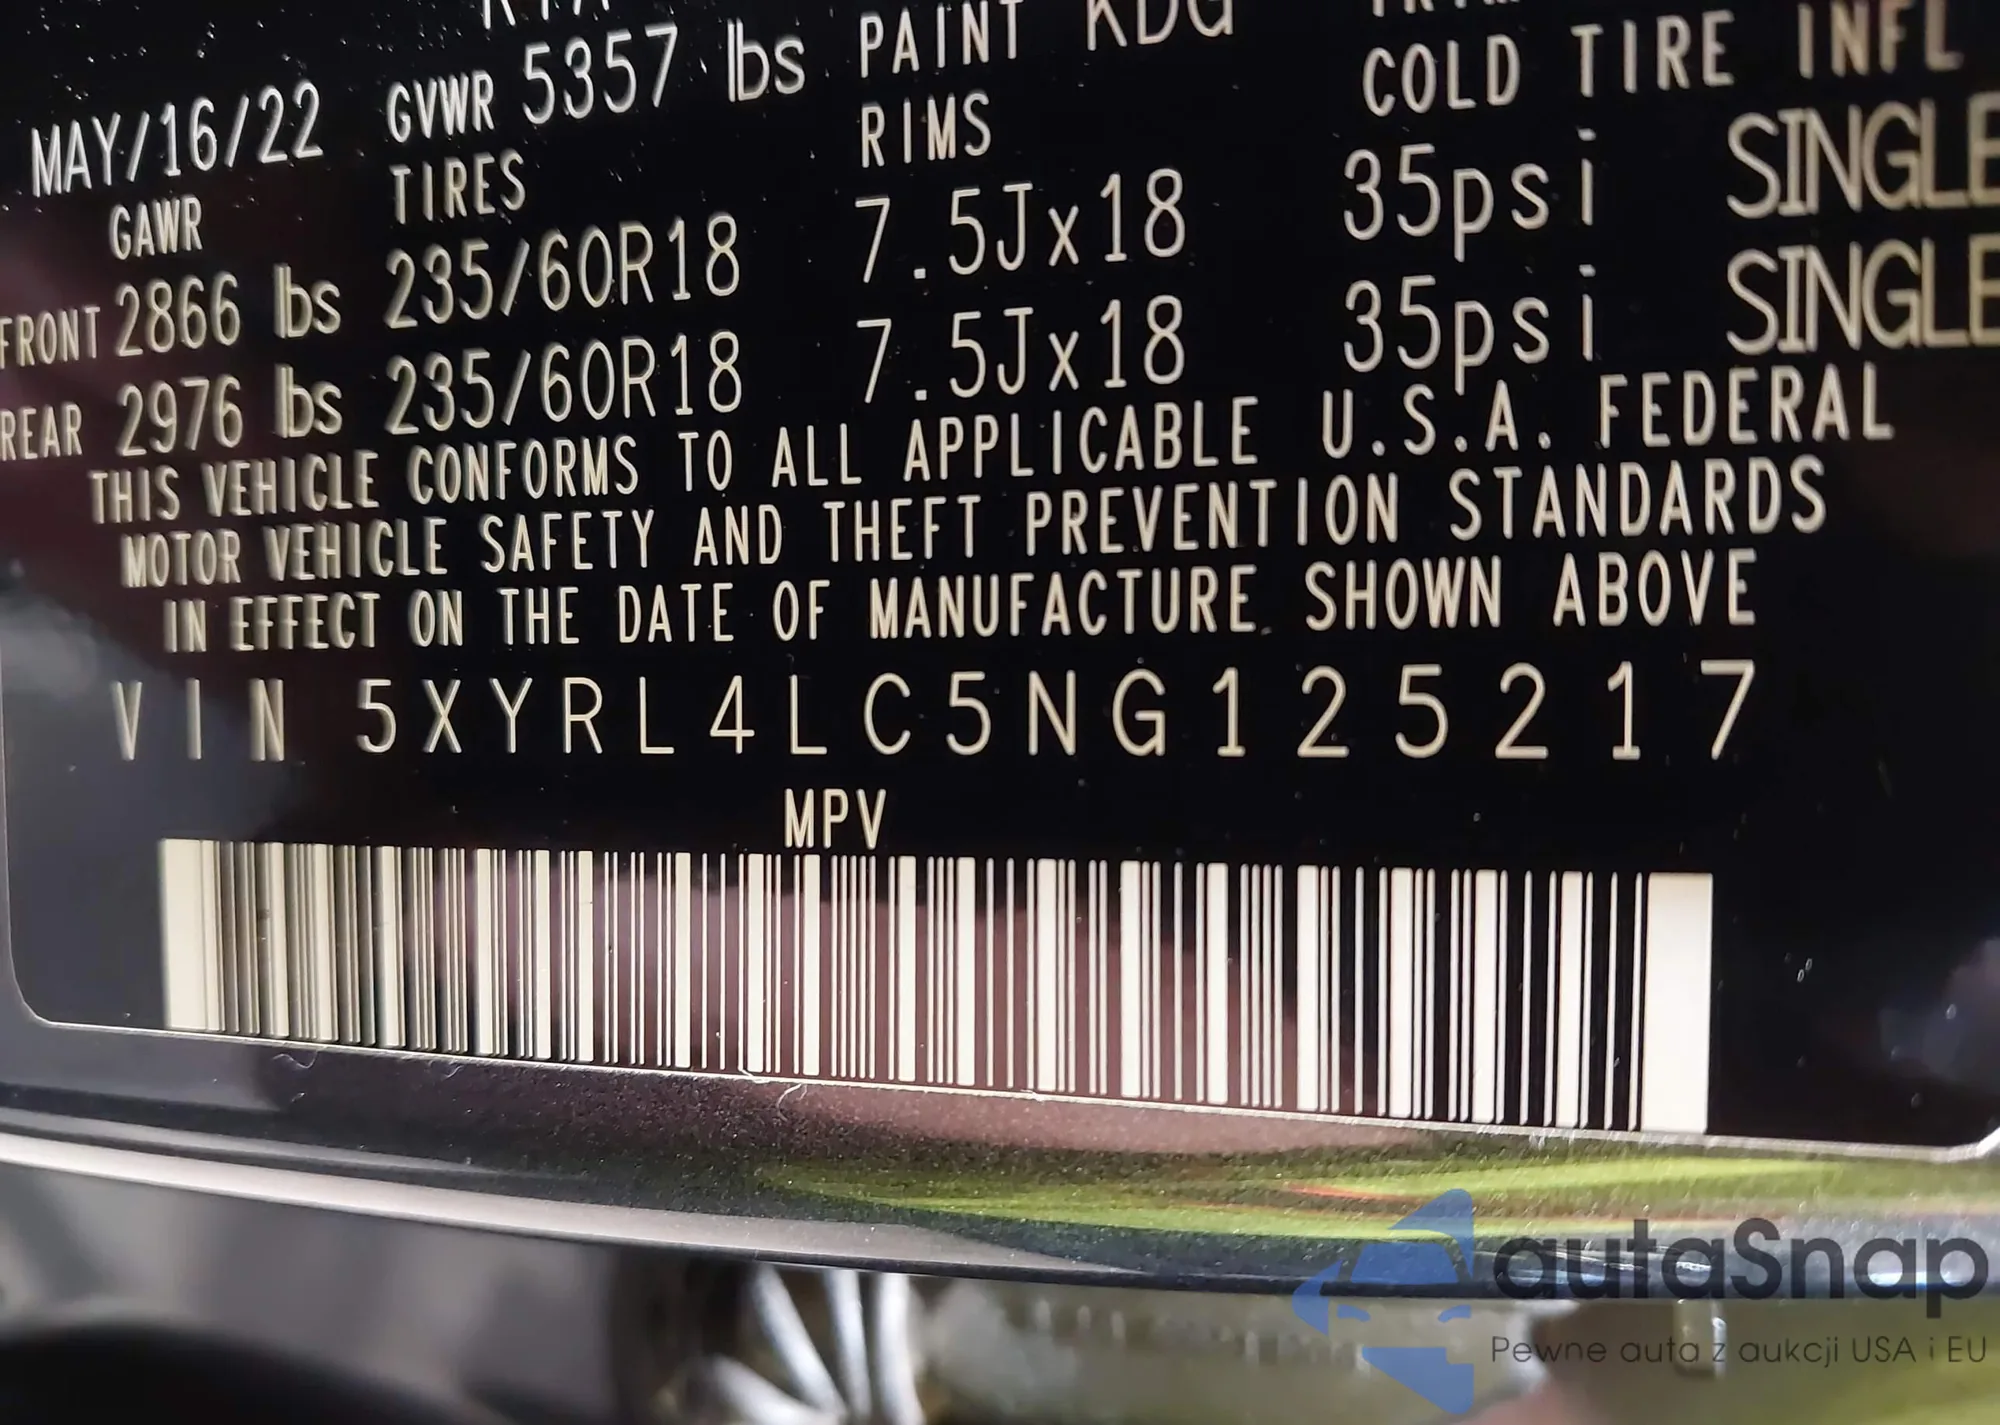 MAY/16/22 GVWR 5357 lbs PAINT KDG
GAWR TIRES RIMS COLD TIRE INFL
FRONT 2866 lbs 235/60R18 7.5Jx18 35psi SINGLE
REAR 2976 lbs 235/60R18 7.5Jx18 35psi SINGLE
THIS VEHICLE CONFORMS TO ALL APPLICABLE U.S.A. FEDERAL
MOTOR VEHICLE SAFETY AND THEFT PREVENTION STANDARDS
IN EFFECT ON THE DATE OF MANUFACTURE SHOWN ABOVE
VIN 5XYRL4LC5NG125217
MPV
autaSnap
Pewne auta z aukcji USA i EU